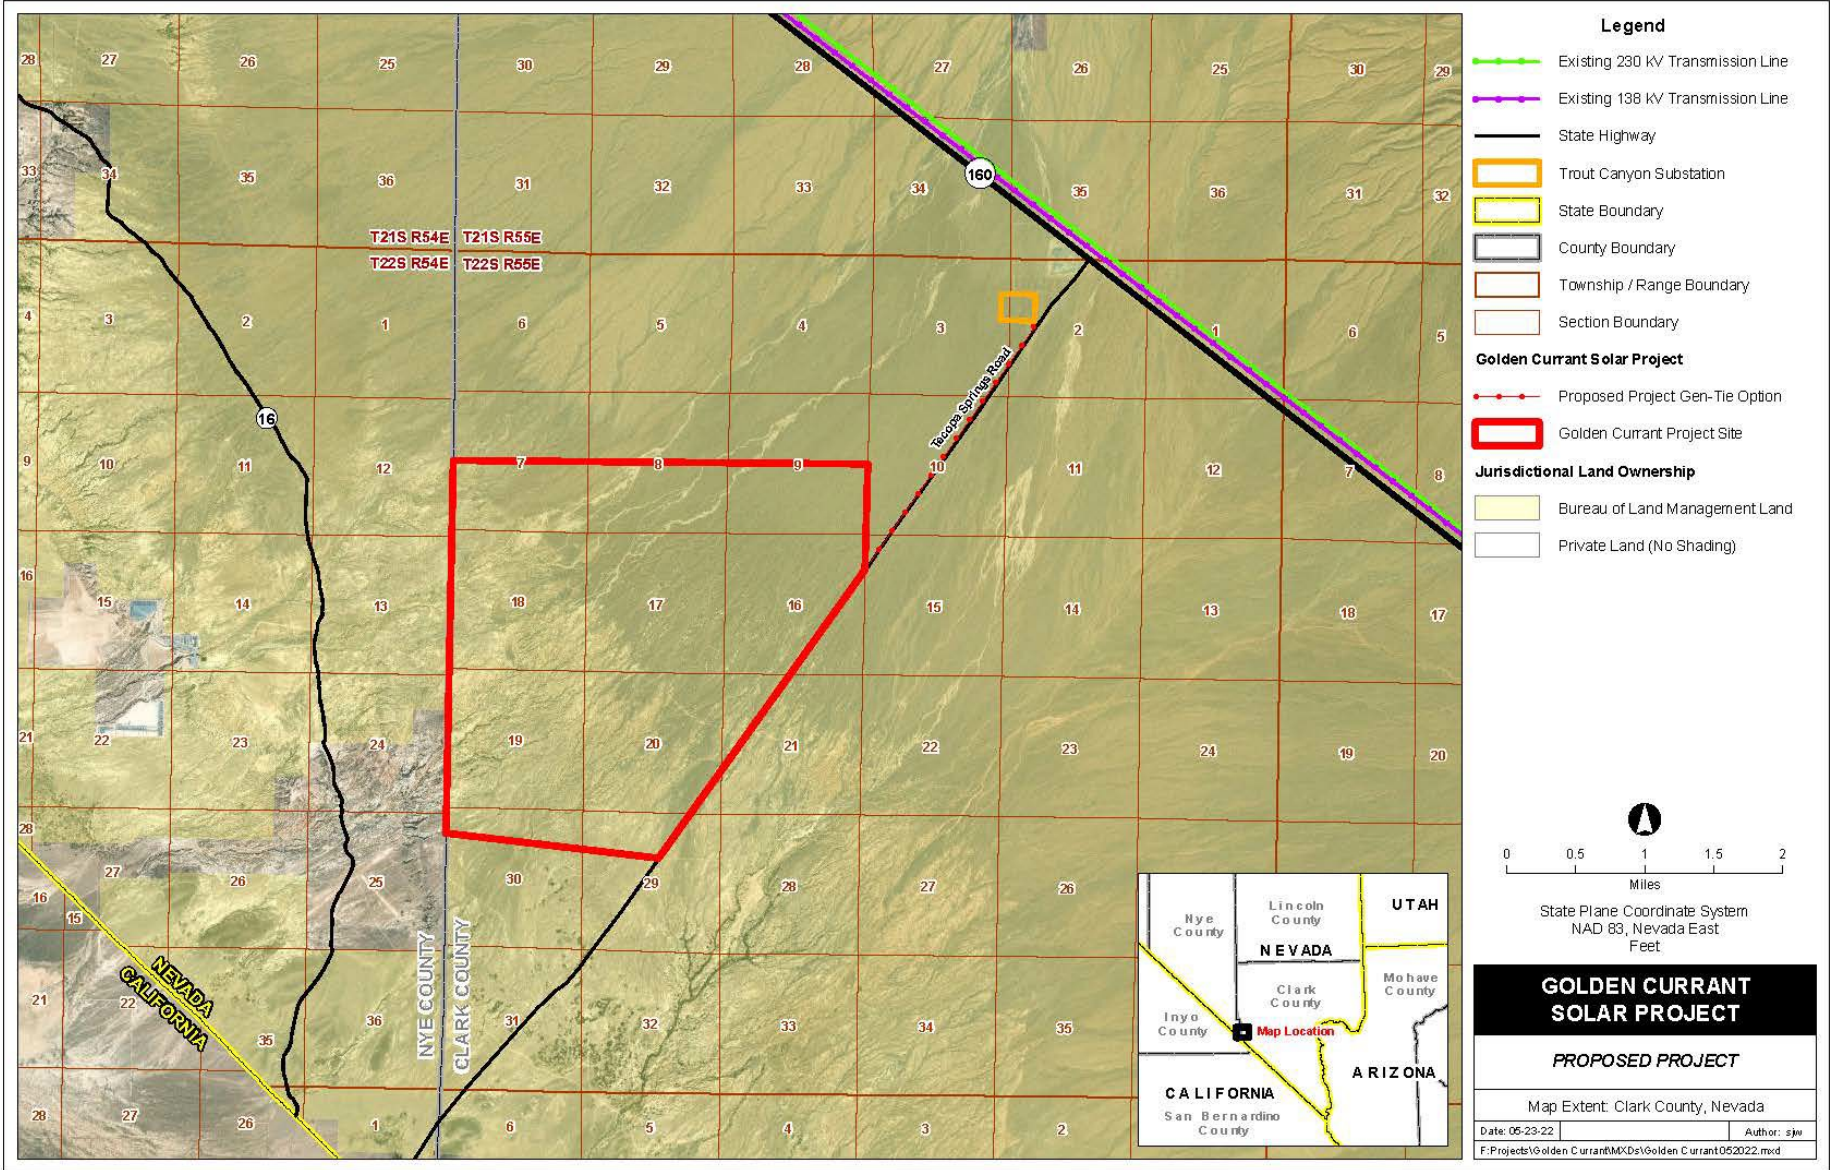 28 27 26 25 30 29 28 27 26 25 30 29
33 34 35 36 31 32 33 34 35 36 31 32
160
T21S R54E T21S R55E
T22S R54E T22S R55E
4 3 2 1 6 5 4 3 2 1 6 5
Tecopa Springs Road
16
9 10 11 12 7 8 9 10 11 12 7 8
16 15 14 13 18 17 16 15 14 13 18 17
21 22 23 24 19 20 21 22 23 24 19 20
28 27 26 25 30 29 28 27 26
16 15
NEVADA
CALIFORNIA
NYE COUNTY
CLARK COUNTY
21 22 35 36 31 32 33 34 35
28 27 26 1 6 5 4 3 2
Nye
County
Lincoln
County
UTAH
NEVADA
Mohave
County
Clark
County
Inyo
County
Map Location
ARIZONA
CALIFORNIA
San Bernardino
County
Legend
Existing 230 kV Transmission Line
Existing 138 kV Transmission Line
State Highway
Trout Canyon Substation
State Boundary
County Boundary
Township / Range Boundary
Section Boundary
Golden Currant Solar Project
Proposed Project Gen-Tie Option
Golden Currant Project Site
Jurisdictional Land Ownership
Bureau of Land Management Land
Private Land (No Shading)
0 0.5 1 1.5 2
Miles
State Plane Coordinate System
NAD 83, Nevada East
Feet
GOLDEN CURRANT
SOLAR PROJECT
PROPOSED PROJECT
Map Extent: Clark County, Nevada
Date: 05-23-22 Author: sjw
F:Projects\Golden Currant\MXDs\Golden Currant052022.mxd